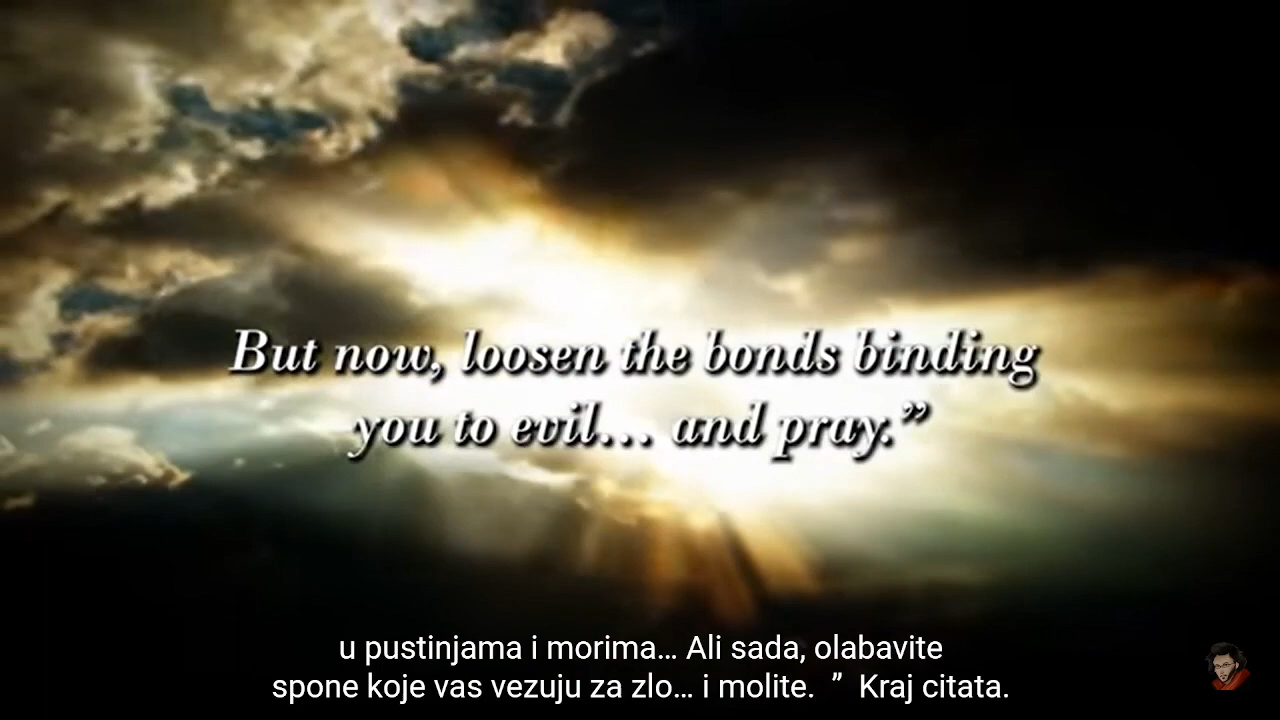 But now, loosen the bonds binding
you to evil... and pray.”
u pustinjama i morima... Ali sada, olabavite
spone koje vas vezuju za zlo... i molite. ” Kraj citata.